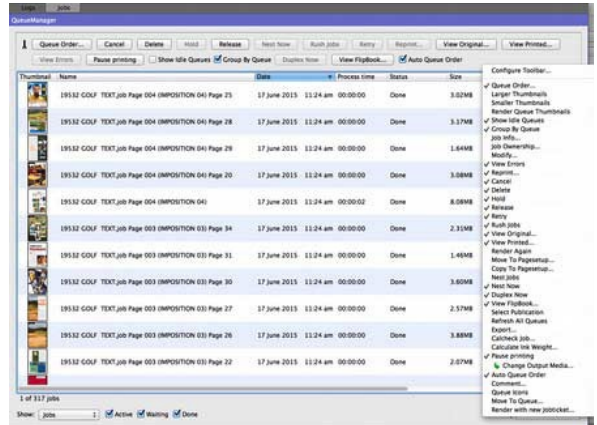 Logs Jobs
QueueManager
Queue Order... Cancel Delete Hold Release Nest Now Rush Jobs Retry Reprint... View Original... View Printed...
View Errors Pause printing Show Idle Queues Group By Queue Duplex Now View FlipBook... Auto Queue Order
Thumbnail Name Date Process time Status Size
19532 GOLF TEXT.job Page 004 (IMPOSITION 04) Page 25 17 June 2015 11:24 am 00:00:00 Done 3.02MB
19532 GOLF TEXT.job Page 004 (IMPOSITION 04) Page 28 17 June 2015 11:24 am 00:00:00 Done 3.17MB
19532 GOLF TEXT.job Page 004 (IMPOSITION 04) Page 29 17 June 2015 11:24 am 00:00:00 Done 1.64MB
19532 GOLF TEXT.job Page 004 (IMPOSITION 04) Page 20 17 June 2015 11:24 am 00:00:00 Done 3.08MB
19532 GOLF TEXT.job Page 004 (IMPOSITION 04) 17 June 2015 11:24 am 00:00:02 Done 8.08MB
19532 GOLF TEXT.job Page 003 (IMPOSITION 03) Page 34 17 June 2015 11:24 am 00:00:00 Done 2.31MB
19532 GOLF TEXT.job Page 003 (IMPOSITION 03) Page 31 17 June 2015 11:24 am 00:00:00 Done 1.46MB
19532 GOLF TEXT.job Page 003 (IMPOSITION 03) Page 30 17 June 2015 11:24 am 00:00:00 Done 3.60MB
19532 GOLF TEXT.job Page 003 (IMPOSITION 03) Page 27 17 June 2015 11:24 am 00:00:00 Done 2.57MB
19532 GOLF TEXT.job Page 003 (IMPOSITION 03) Page 26 17 June 2015 11:24 am 00:00:00 Done 3.88MB
19532 GOLF TEXT.job Page 003 (IMPOSITION 03) Page 22 17 June 2015 11:24 am 00:00:00 Done 2.07MB
1 of 317 jobs
Show: Jobs Active Waiting Done
Configure Toolbar...
Queue Order...
Larger Thumbnails
Smaller Thumbnails
Render Queue Thumbnails
Show Idle Queues
Group By Queue
Job Info...
Job Ownership...
Modify...
View Errors
Reprint...
Cancel
Delete
Hold
Release
Retry
Rush Jobs
View Original...
View Printed...
Render Again
Move To Pagesetup...
Copy To Pagesetup...
Nest Jobs
Nest Now
Duplex Now
View FlipBook...
Select Publication
Refresh All Queues
Export...
Calcheck Job...
Calculate Ink Weight...
Pause printing
Change Output Media...
Auto Queue Order
Comment...
Queue Icons
Move To Queue...
Render with new Jobticket...